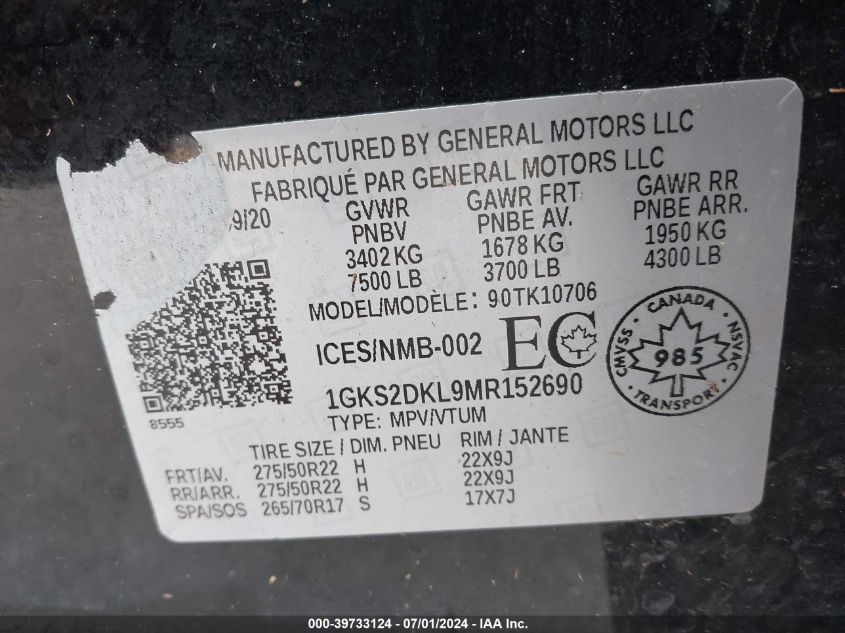 MANUFACTURED BY GENERAL MOTORS LLC
FABRIQUÉ PAR GENERAL MOTORS LLC
9/20 GVWR GAWR FRT GAWR RR
PNBV PNBE AV. PNBE ARR.
3402 KG 1678 KG 1950 KG
7500 LB 3700 LB 4300 LB
MODEL/MODÈLE: 90TK10706
ICES/NMB-002 EC
CANADA
CMVSS 985 NSVAC
TRANSPORT
1GKS2DKL9MR152690
8555 TYPE: MPV/VTUM
TIRE SIZE / DIM. PNEU RIM / JANTE
FRT/AV. 275/50R22 H 22X9J
RR/ARR. 275/50R22 H 22X9J
SPA/SOS 265/70R17 S 17X7J
000-39733124 - 07/01/2024 - IAA Inc.